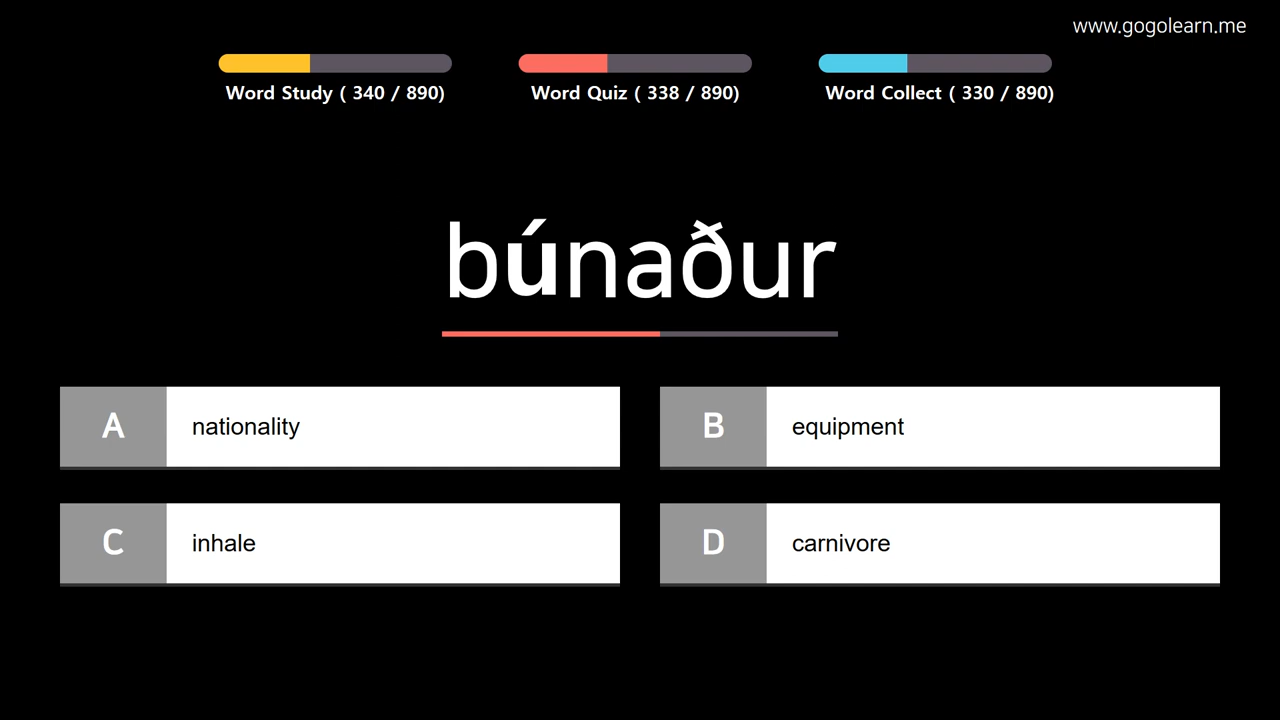 www.gogolearn.me
Word Study ( 340 / 890)
Word Quiz ( 338 / 890)
Word Collect ( 330 / 890)
búnaður
A nationality
B equipment
C inhale
D carnivore